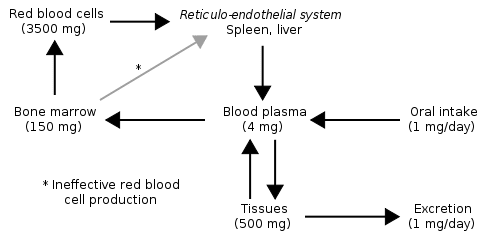 Red blood cells
(3500 mg)
Reticulo-endothelial system
Spleen, liver
*
Bone marrow
(150 mg)
Blood plasma
(4 mg)
Oral intake
(1 mg/day)
* Ineffective red blood
cell production
Tissues
(500 mg)
Excretion
(1 mg/day)